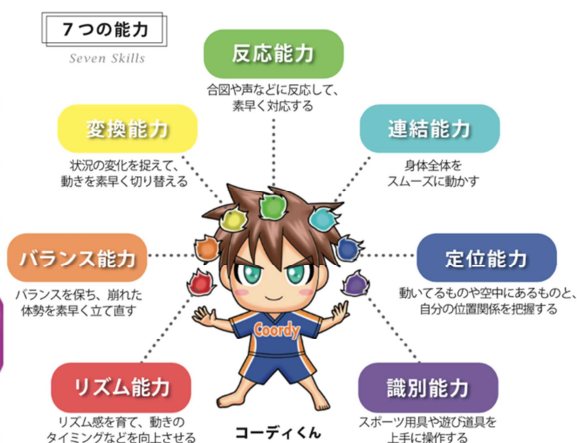 7つの能力
Seven Skills
反応能力
合図や声などに反応して、
素早く対応する
変換能力
状況の変化を捉えて、
動きを素早く切り替える
連結能力
身体全体を
スムーズに動かす
バランス能力
バランスを保ち、崩れた
体勢を素早く立て直す
定位能力
動いてるものや空中にあるものと、
自分の位置関係を把握する
Coordy
リズム能力
リズム感を育て、動きの
タイミングなどを向上させる
識別能力
スポーツ用具や遊び道具を
上手に操作する
コーディくん